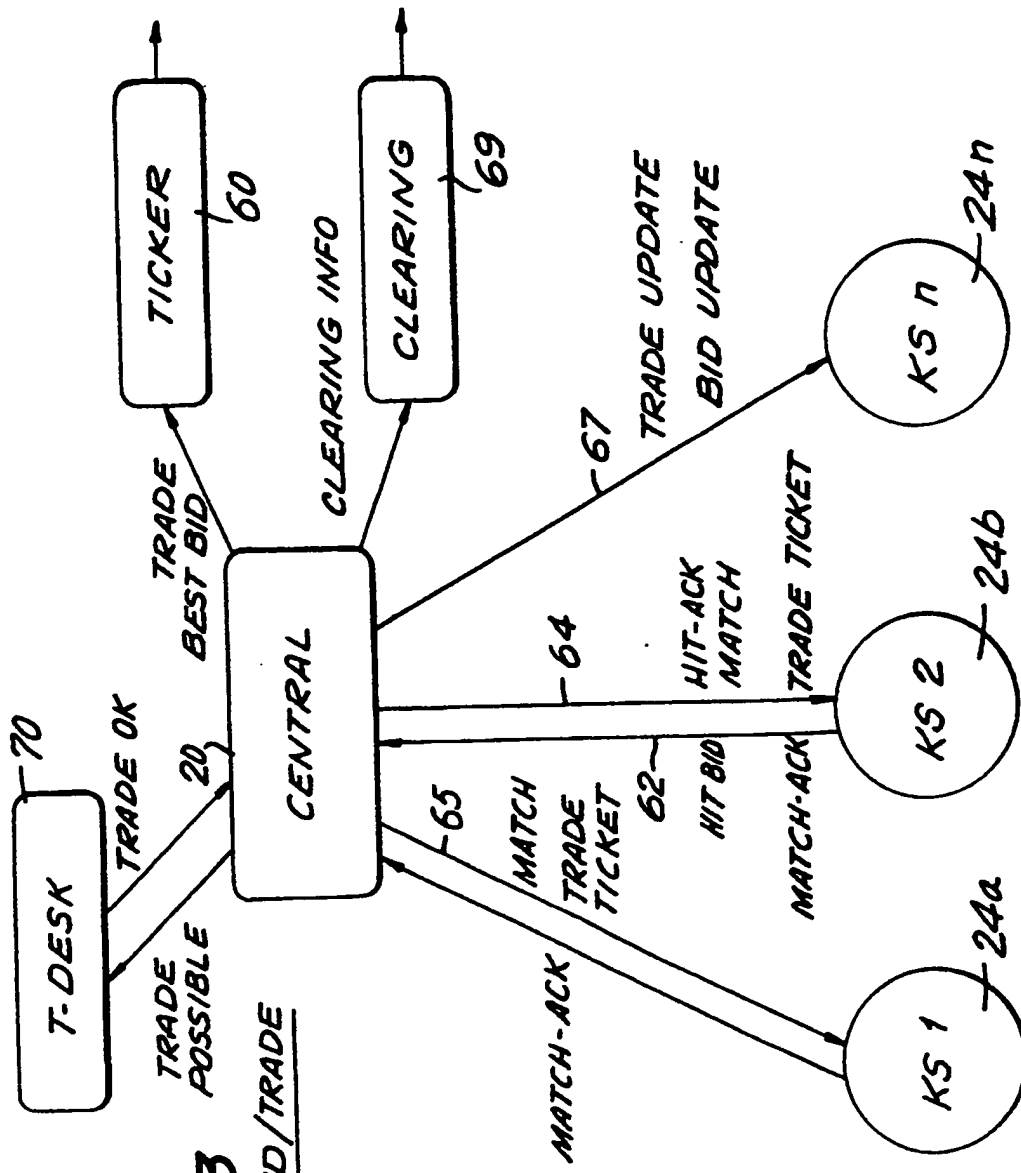 70
T-DESK
TRADE OK
TRADE
POSSIBLE
20
CENTRAL
TRADE
BEST BID
TICKER
60
CLEARING INFO
CLEARING
69
3
D/TRADE
65
MATCH
TRADE
TICKET
MATCH-ACK
62
HIT BID
MATCH-ACK
64
HIT-ACK
MATCH
TRADE TICKET
67
TRADE UPDATE
BID UPDATE
KS 1
24a
KS 2
24b
KS n
24n